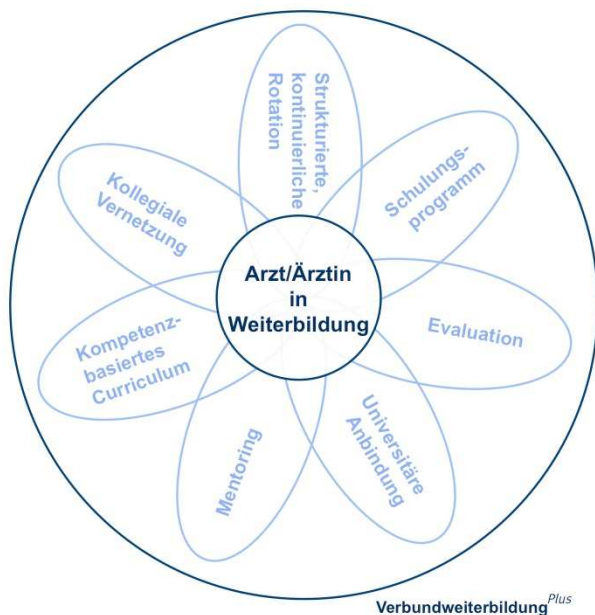 Strukturierte,
kontinuierliche
Rotation
Schulungs-
programm
Evaluation
Universitäre
Anbindung
Mentoring
Kompetenz-
basiertes
Curriculum
Kollegiale
Vernetzung
Arzt/Ärztin
in
Weiterbildung
Verbundweiterbildung Plus